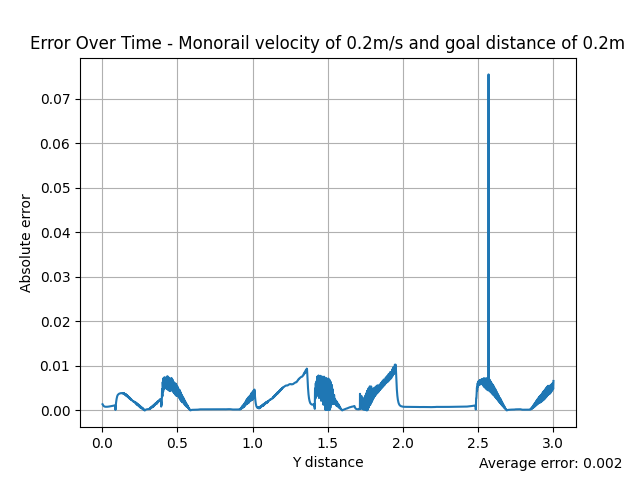 Error Over Time - Monorail velocity of 0.2m/s and goal distance of 0.2m
Absolute error
0.07
0.06
0.05
0.04
0.03
0.02
0.01
0.00
0.0 0.5 1.0 1.5 2.0 2.5 3.0
Y distance
Average error: 0.002